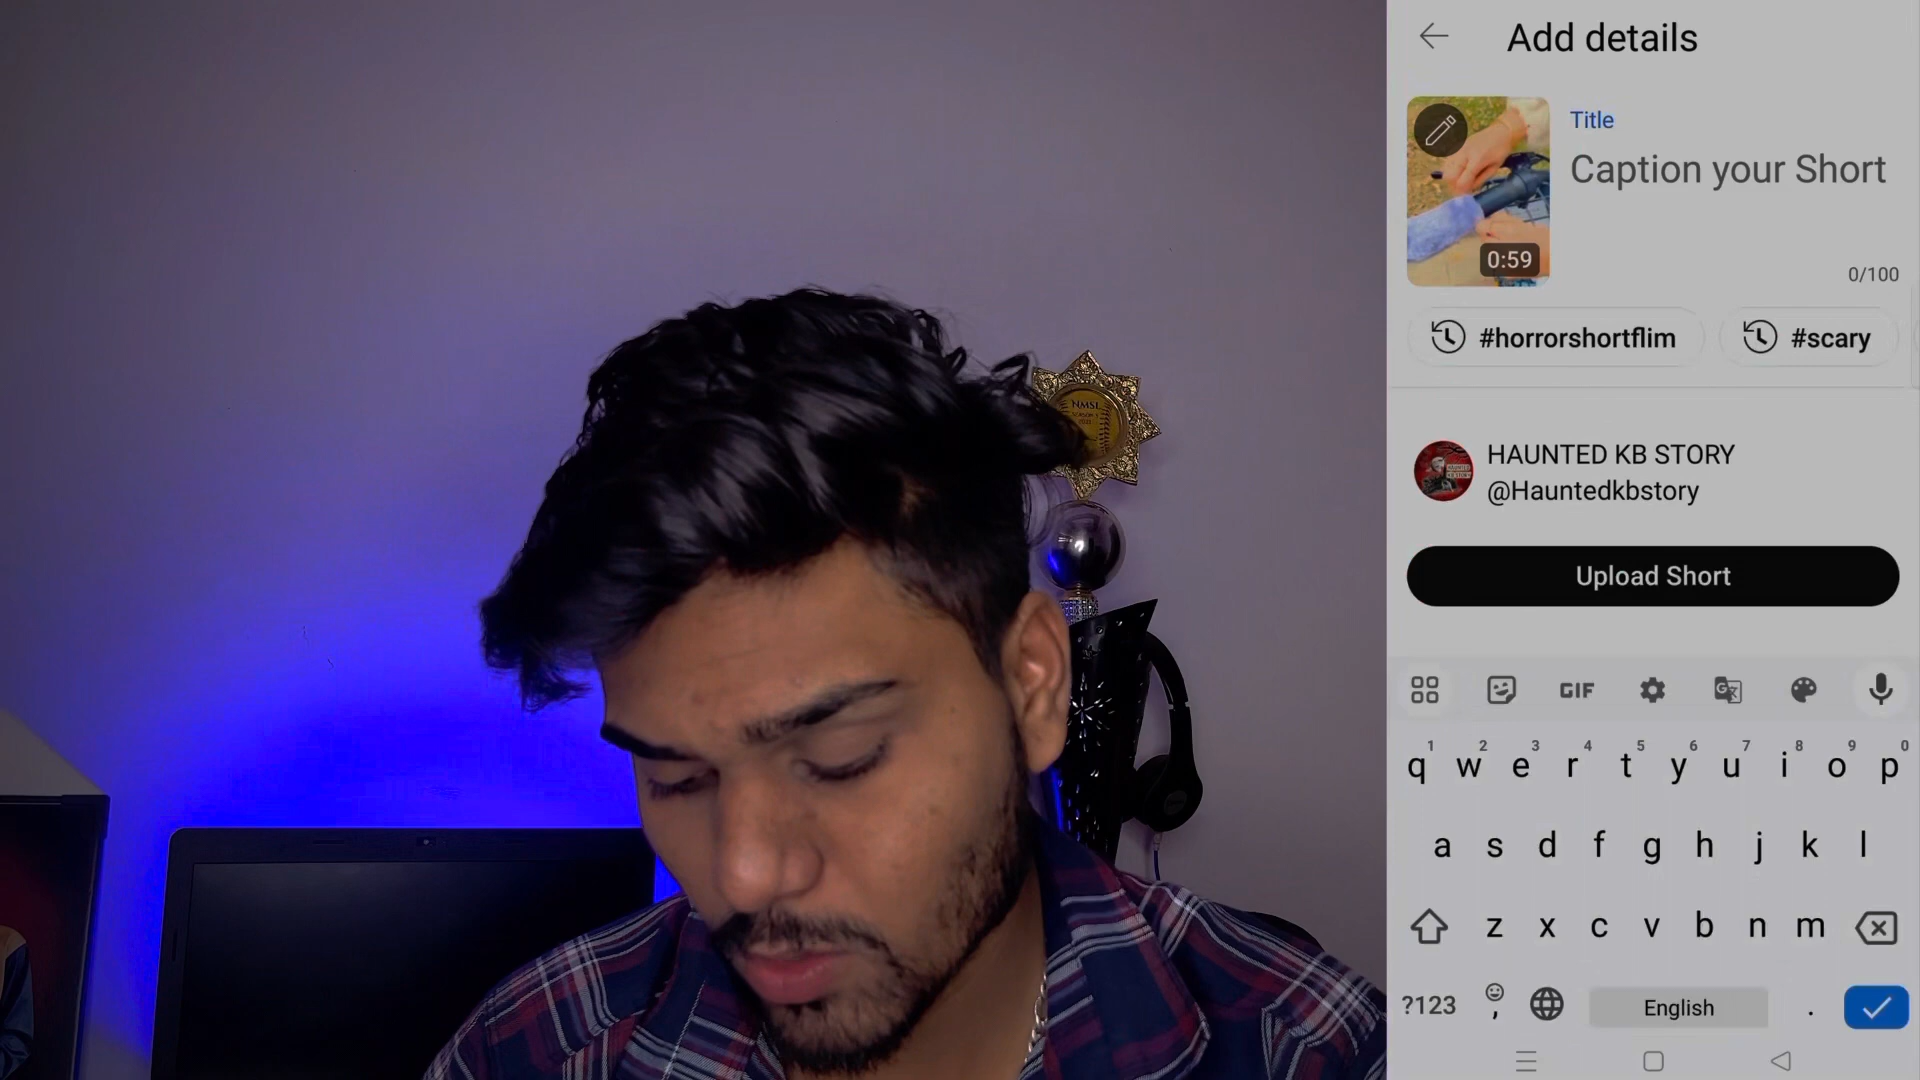 Add details
Title
Caption your Short
0:59
0/100
#horrorshortflim
#scary
HAUNTED KB STORY
@Hauntedkbstory
Upload Short
GIF
1 2 3 4 5 6 7 8 9 0
q w e r t y u i o p
a s d f g h j k l
z x c v b n m
?123 , English .
NMSL